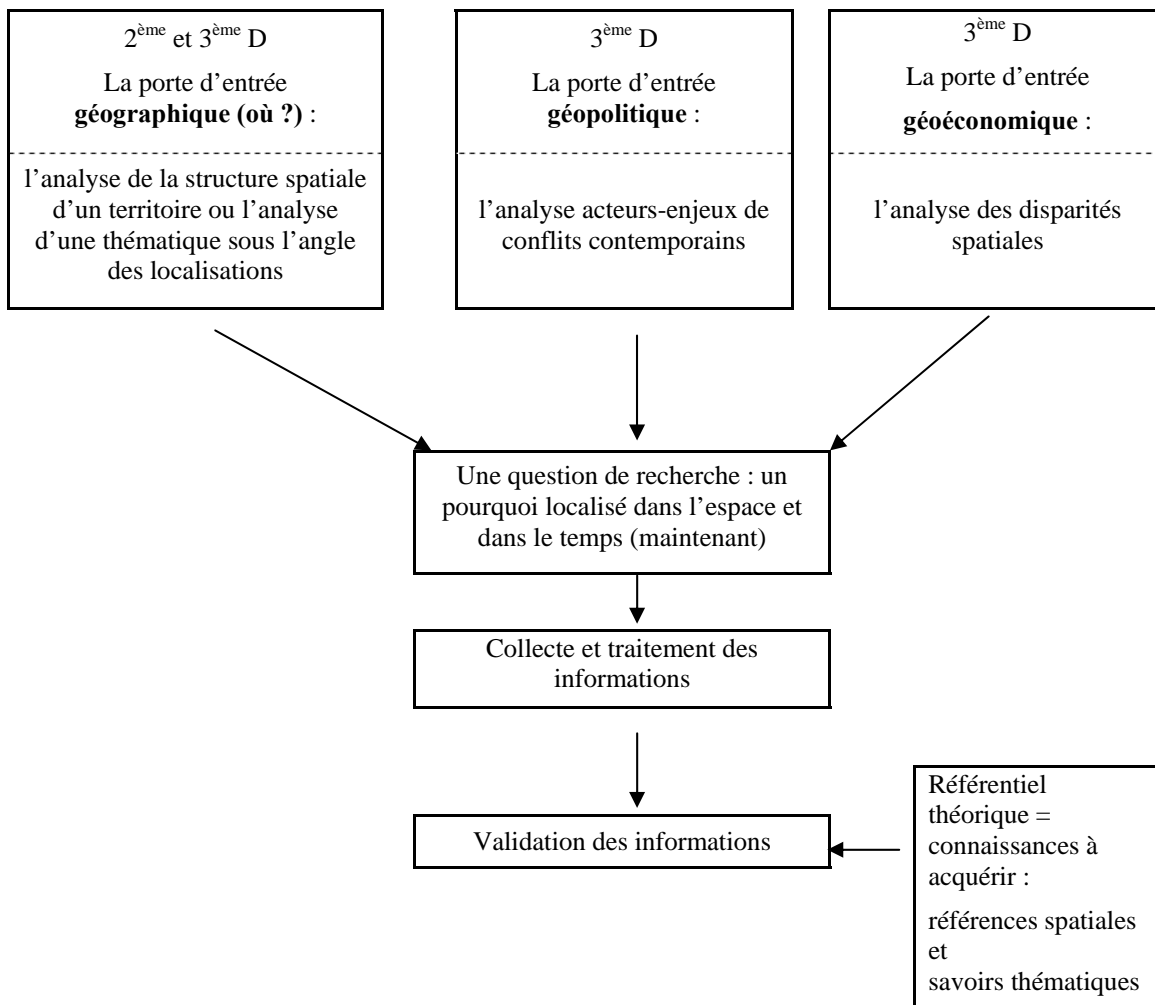 2ème et 3ème D
La porte d’entrée
géographique (où ?) :
l’analyse de la structure spatiale
d’un territoire ou l’analyse
d’une thématique sous l’angle
des localisations
3ème D
La porte d’entrée
géopolitique :
l’analyse acteurs-enjeux de
conflits contemporains
3ème D
La porte d’entrée
géoéconomique :
l’analyse des disparités
spatiales
Une question de recherche : un
pourquoi localisé dans l’espace et
dans le temps (maintenant)
Collecte et traitement des
informations
Validation des informations
Référentiel
théorique =
connaissances à
acquérir :
références spatiales
et
savoirs thématiques